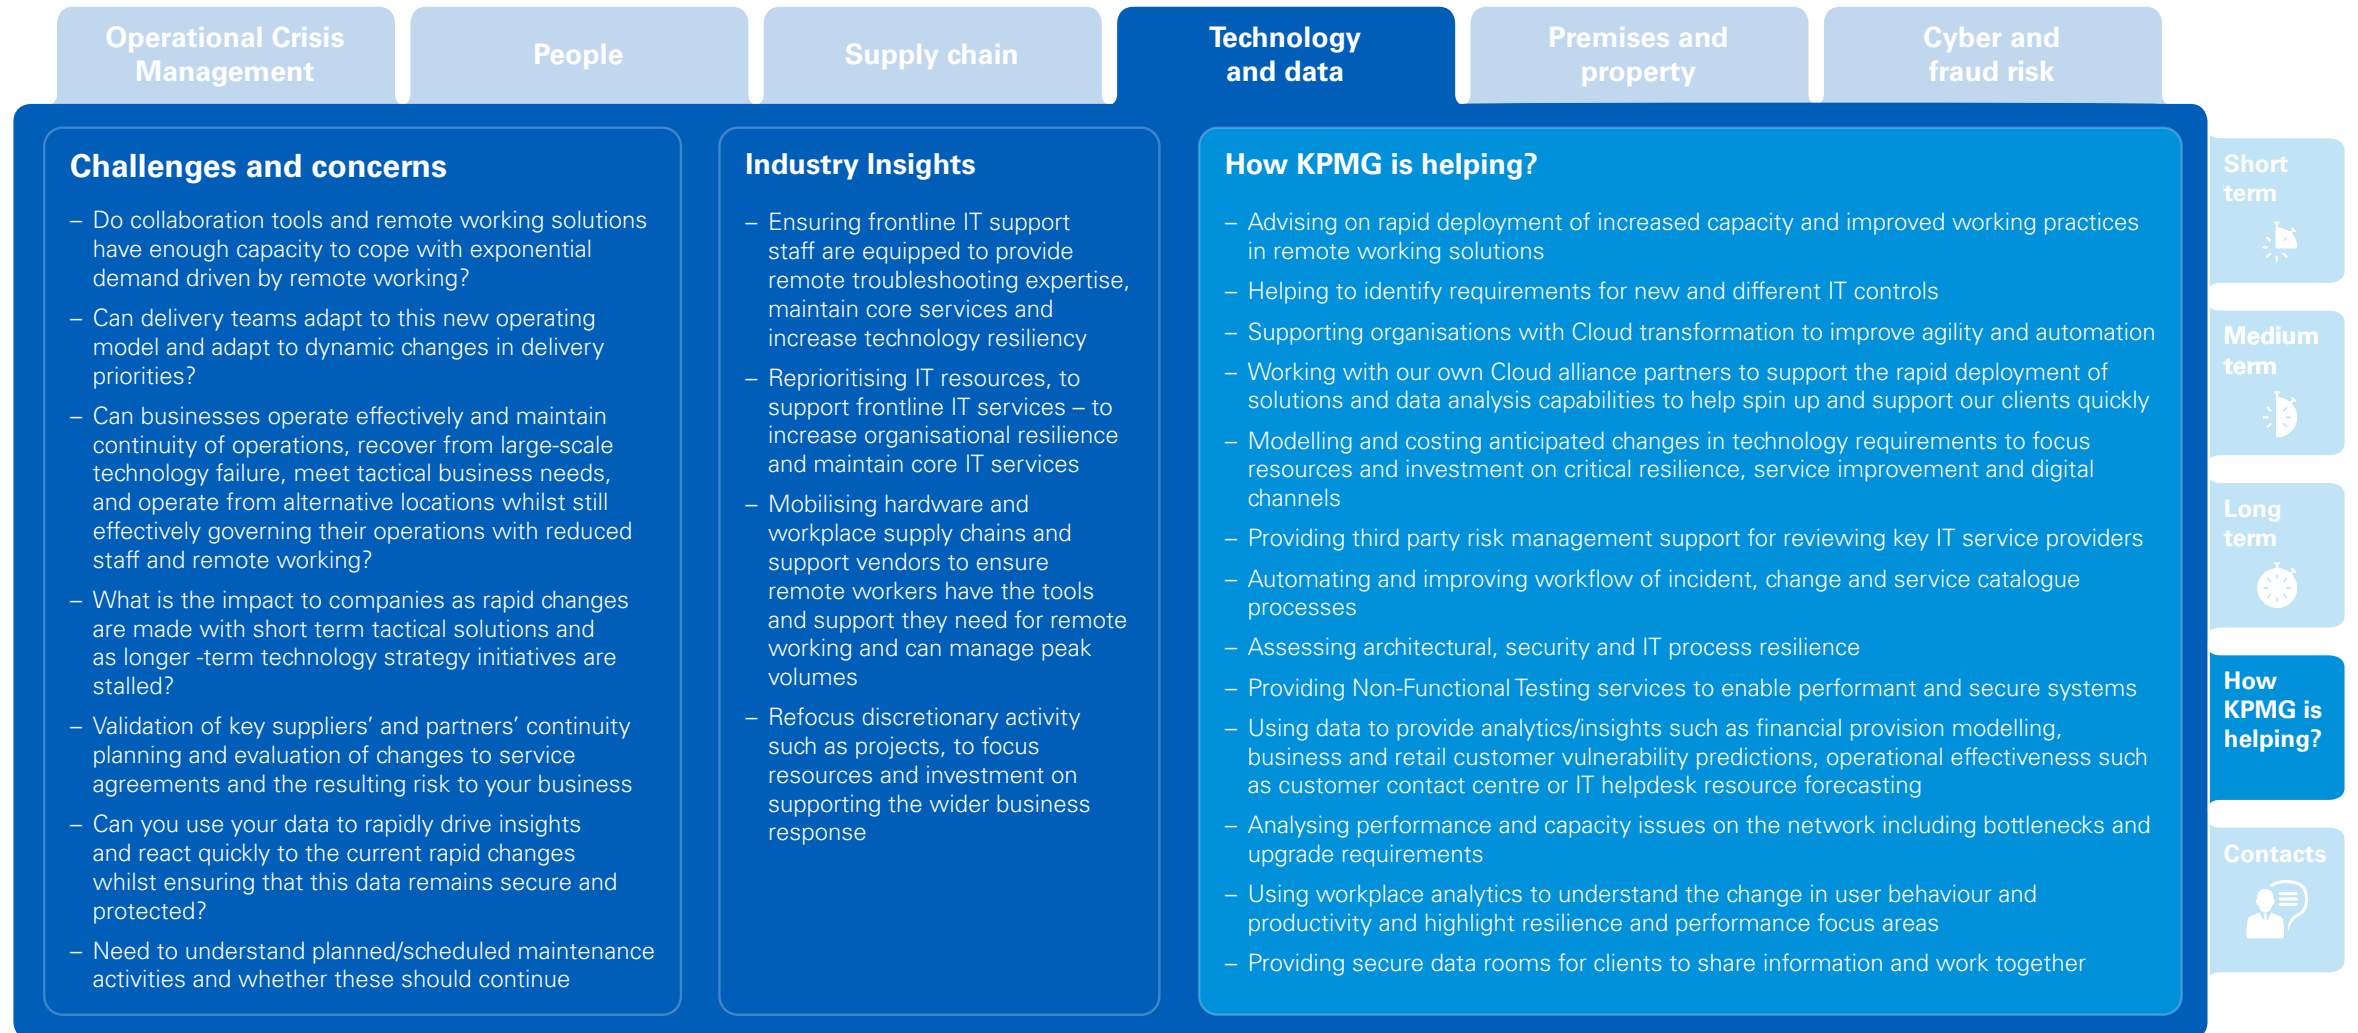 Operational Crisis
Management
People
Supply chain
Technology
and data
Premises and
property
Cyber and
fraud risk
Challenges and concerns
– Do collaboration tools and remote working solutions
have enough capacity to cope with exponential
demand driven by remote working?
– Can delivery teams adapt to this new operating
model and adapt to dynamic changes in delivery
priorities?
– Can businesses operate effectively and maintain
continuity of operations, recover from large-scale
technology failure, meet tactical business needs,
and operate from alternative locations whilst still
effectively governing their operations with reduced
staff and remote working?
– What is the impact to companies as rapid changes
are made with short term tactical solutions and
as longer -term technology strategy initiatives are
stalled?
– Validation of key suppliers’ and partners’ continuity
planning and evaluation of changes to service
agreements and the resulting risk to your business
– Can you use your data to rapidly drive insights
and react quickly to the current rapid changes
whilst ensuring that this data remains secure and
protected?
– Need to understand planned/scheduled maintenance
activities and whether these should continue
Industry Insights
– Ensuring frontline IT support
staff are equipped to provide
remote troubleshooting expertise,
maintain core services and
increase technology resiliency
– Reprioritising IT resources, to
support frontline IT services – to
increase organisational resilience
and maintain core IT services
– Mobilising hardware and
workplace supply chains and
support vendors to ensure
remote workers have the tools
and support they need for remote
working and can manage peak
volumes
– Refocus discretionary activity
such as projects, to focus
resources and investment on
supporting the wider business
response
How KPMG is helping?
– Advising on rapid deployment of increased capacity and improved working practices
in remote working solutions
– Helping to identify requirements for new and different IT controls
– Supporting organisations with Cloud transformation to improve agility and automation
– Working with our own Cloud alliance partners to support the rapid deployment of
solutions and data analysis capabilities to help spin up and support our clients quickly
– Modelling and costing anticipated changes in technology requirements to focus
resources and investment on critical resilience, service improvement and digital
channels
– Providing third party risk management support for reviewing key IT service providers
– Automating and improving workflow of incident, change and service catalogue
processes
– Assessing architectural, security and IT process resilience
– Providing Non-Functional Testing services to enable performant and secure systems
– Using data to provide analytics/insights such as financial provision modelling,
business and retail customer vulnerability predictions, operational effectiveness such
as customer contact centre or IT helpdesk resource forecasting
– Analysing performance and capacity issues on the network including bottlenecks and
upgrade requirements
– Using workplace analytics to understand the change in user behaviour and
productivity and highlight resilience and performance focus areas
– Providing secure data rooms for clients to share information and work together
Short
term
Medium
term
Long
term
How
KPMG is
helping?
Contacts